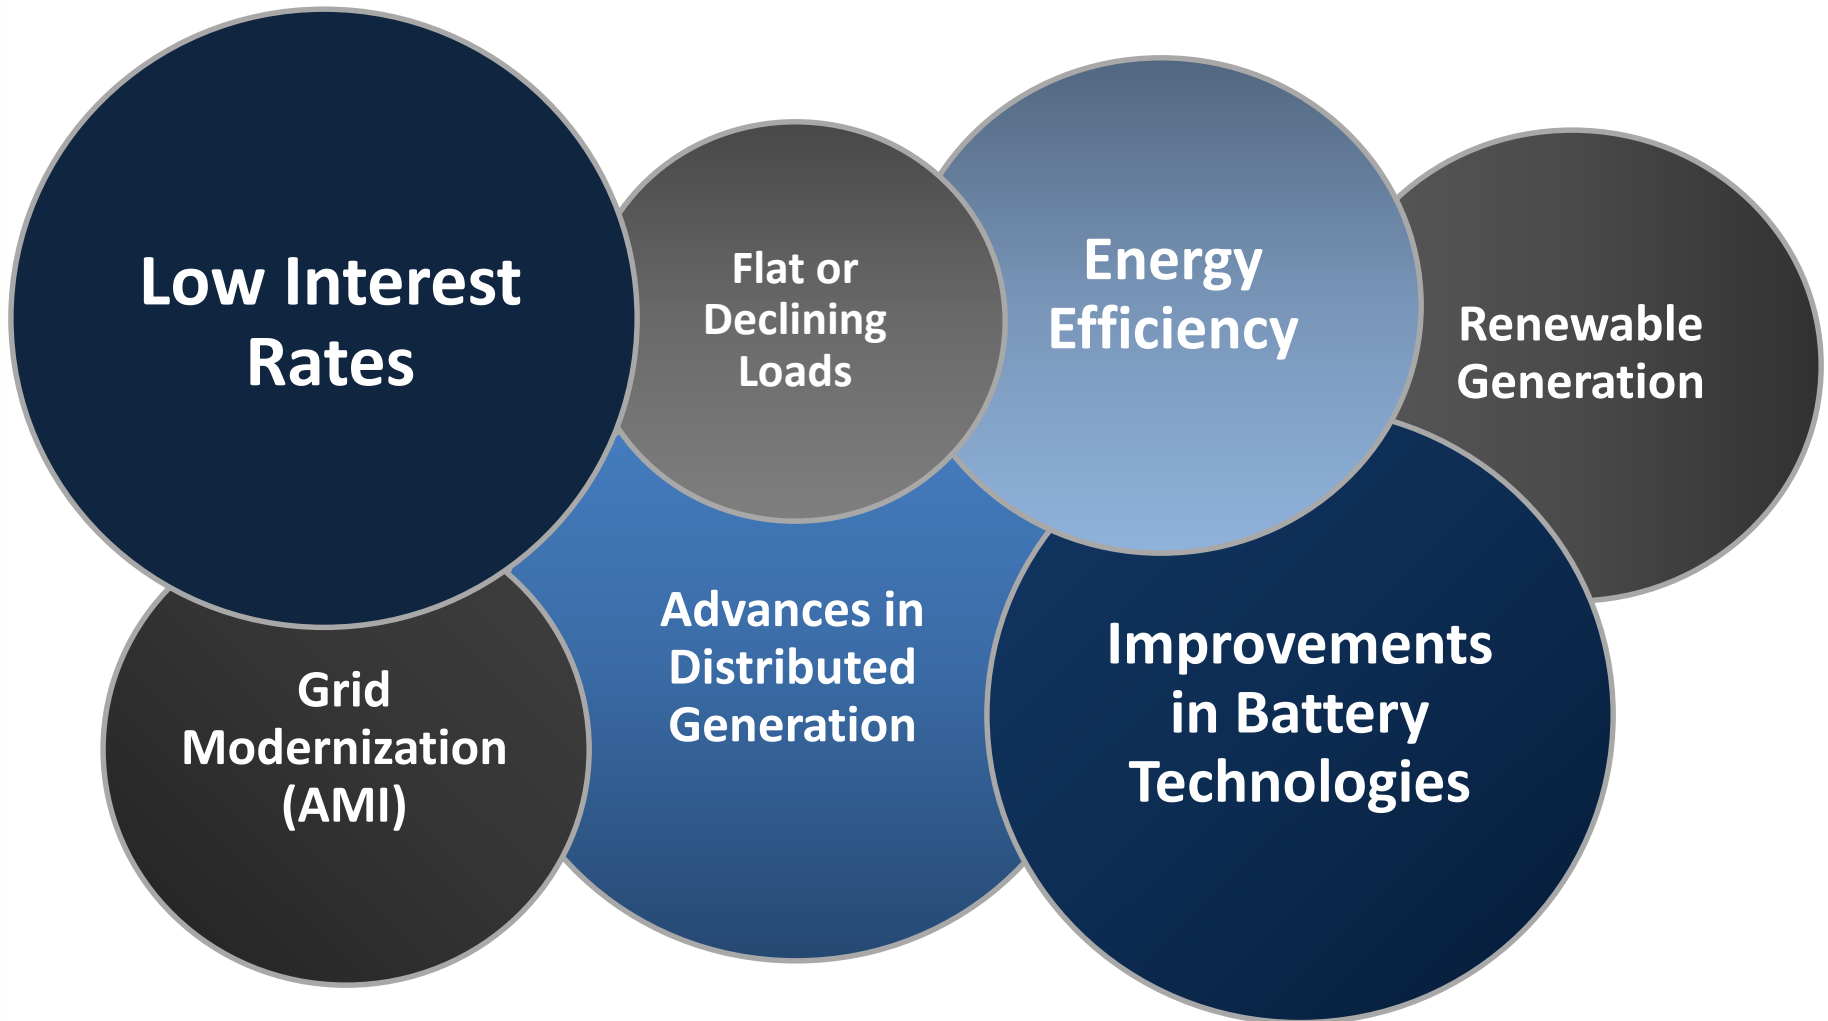 Low Interest
Rates
Flat or
Declining
Loads
Energy
Efficiency
Renewable
Generation
Grid
Modernization
(AMI)
Advances in
Distributed
Generation
Improvements
in Battery
Technologies